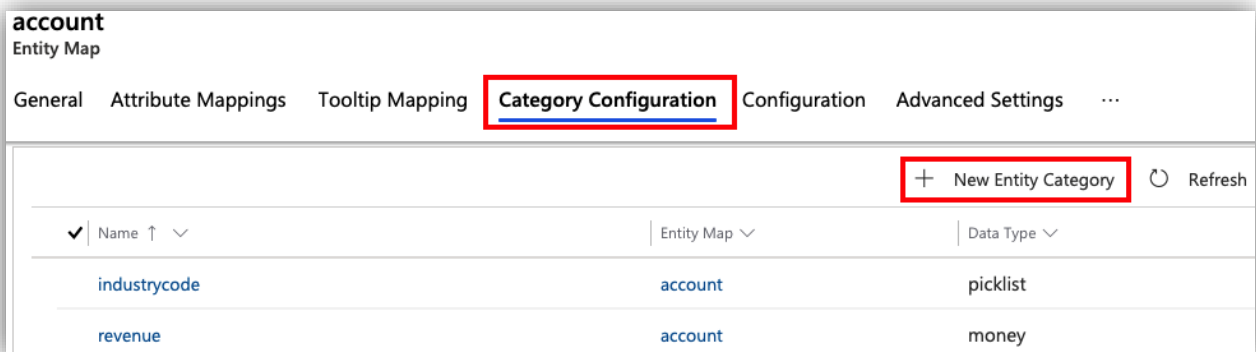 account
Entity Map
General Attribute Mappings Tooltip Mapping Category Configuration Configuration Advanced Settings ...
+ New Entity Category Refresh
Name ↑ Entity Map Data Type
industrycode account picklist
revenue account money